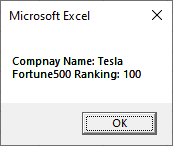 Microsoft Excel
Compnay Name: Tesla
Fortune500 Ranking: 100
OK